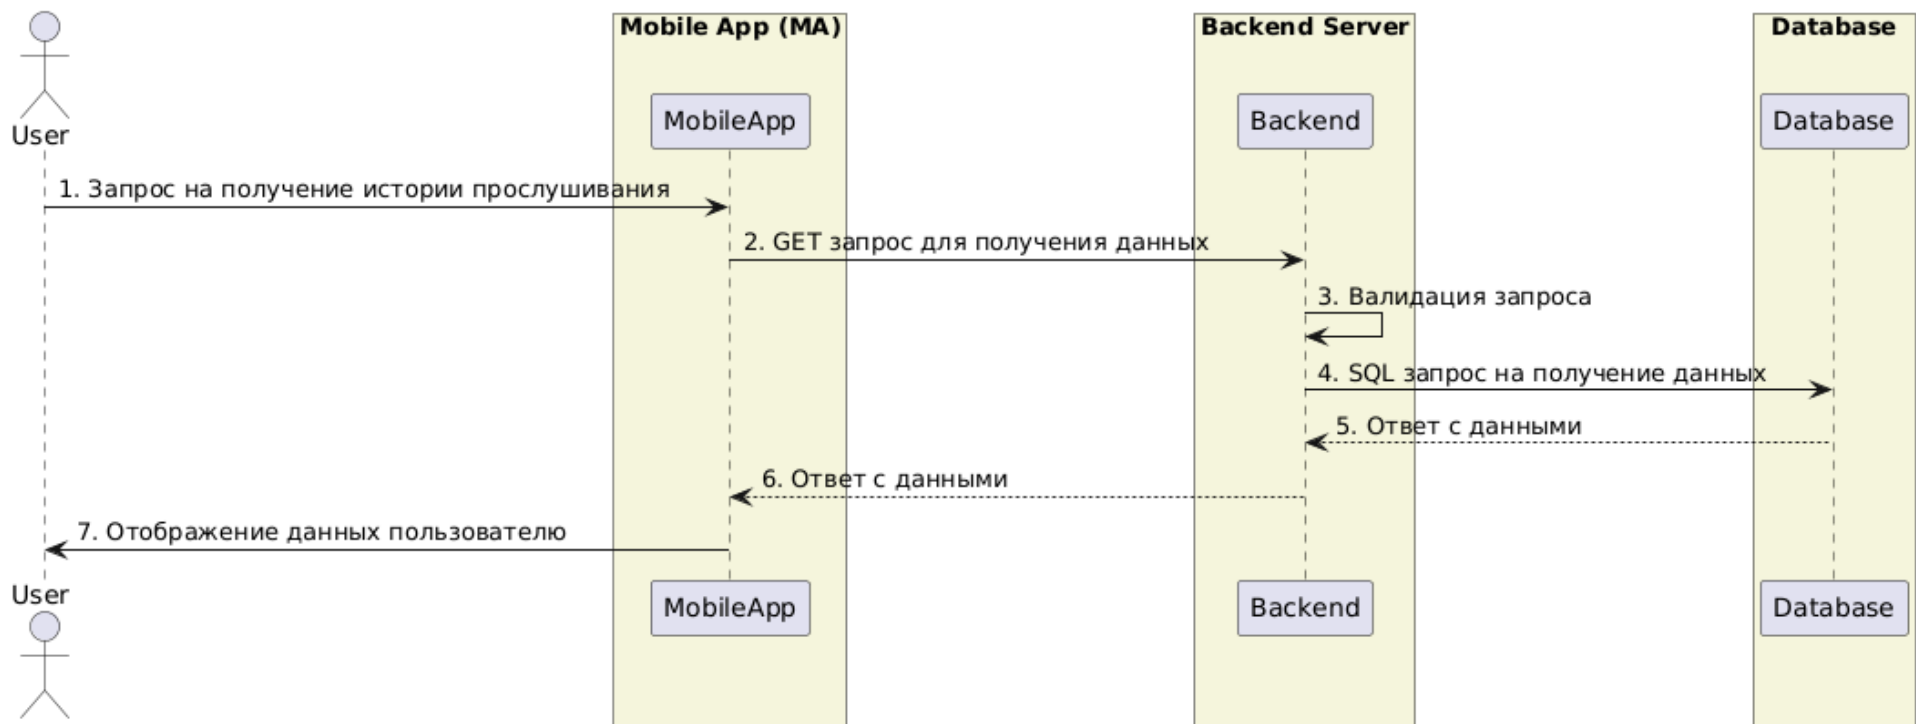 Mobile App (MA)
Backend Server
Database
User
MobileApp
Backend
Database
1. Запрос на получение истории прослушивания
2. GET запрос для получения данных
3. Валидация запроса
4. SQL запрос на получение данных
5. Ответ с данными
6. Ответ с данными
7. Отображение данных пользователю
User
MobileApp
Backend
Database